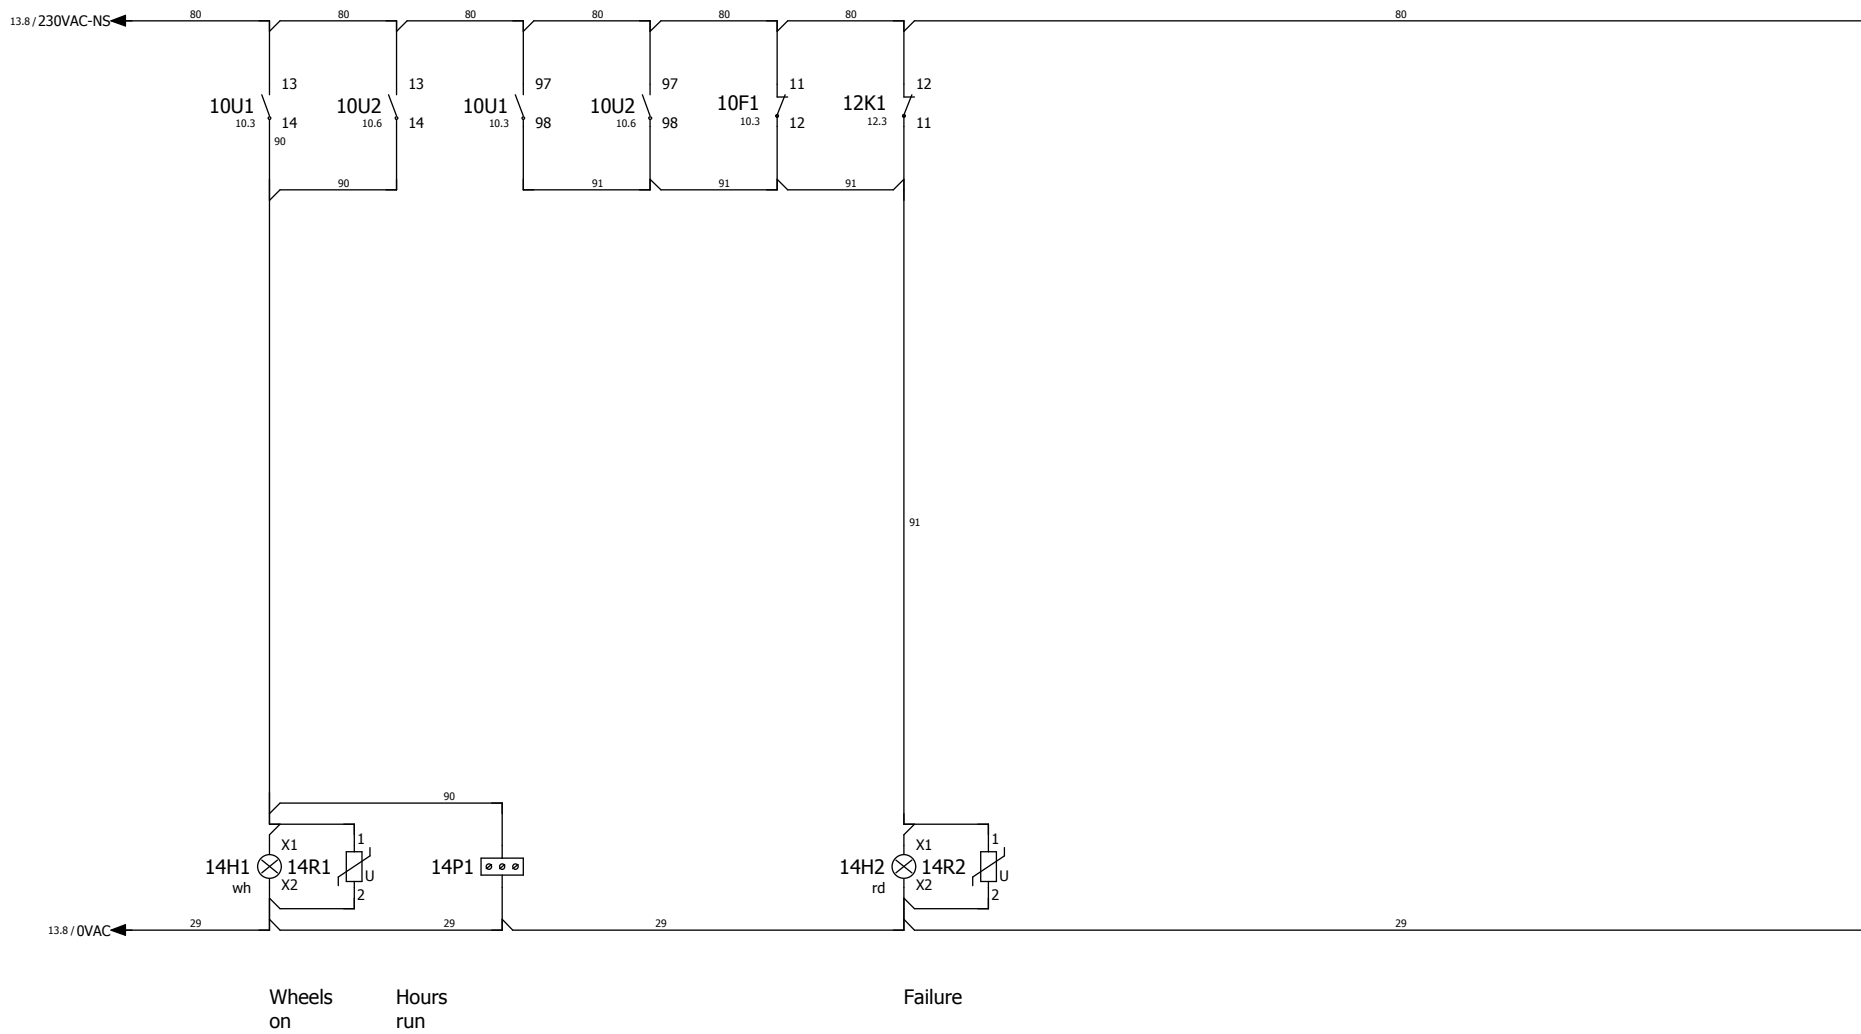 13.8 / 230VAC-NS 80 80 80 80 80 80 80
13 13 97 97 11 12
10U1 10U2 10U1 10U2 10F1 12K1
10.3 14 10.6 14 10.3 98 10.6 98 10.3 12 12.3 11
90
90 91 91 91
91
90
X1 1 X1 1
14H1 14R1 14P1 14H2 14R2
wh X2 U rd X2 U
2 2
13.8 / 0VAC 29 29 29 29
Wheels Hours Failure
on run